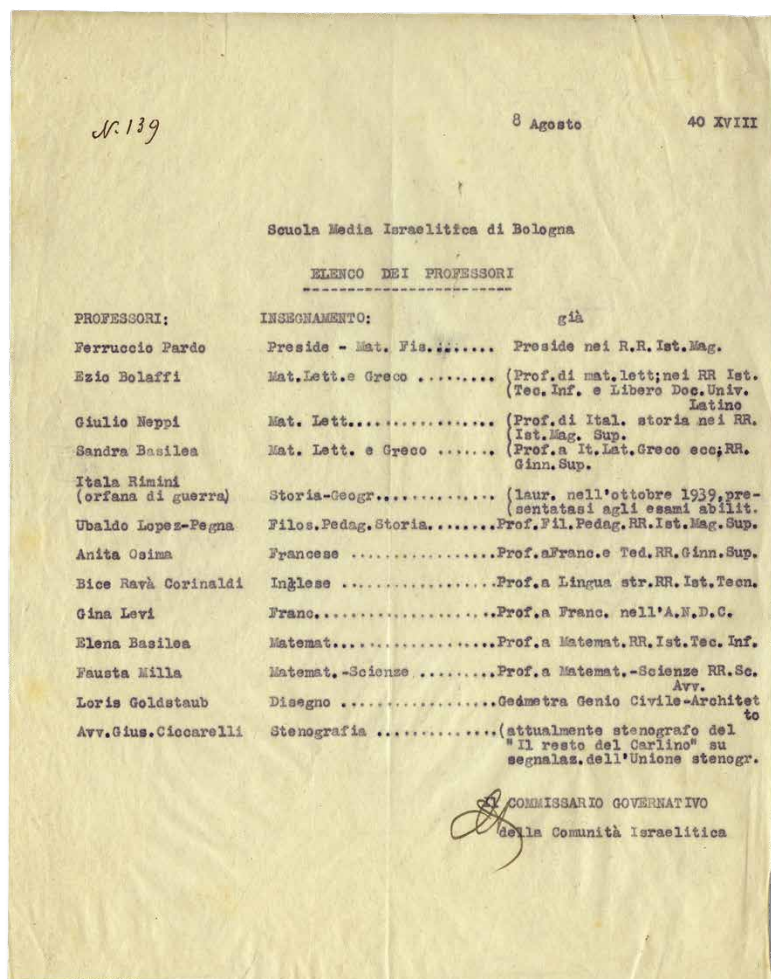 N. 139
8 Agosto 40 XVIII
Scuola Media Israelitica di Bologna
ELENCO DEI PROFESSORI
PROFESSORI: INSEGNAMENTO: già
Ferruccio Pardo Preside - Mat. Fis........ Preside nei R.R. Ist.Mag.
Ezio Bolaffi Mat.Lett.e Greco ......... (Prof.di mat.lett;nei RR Ist.
(Tec. Inf. e Libero Doc.Univ.
Latino
Giulio Neppi Mat. Lett................. (Prof.di Ital. storia nei RR.
(Ist.Mag. Sup.
Sandra Basilea Mat. Lett. e Greco ....... (Prof.a It.Lat.Greco ecc;RR.
Ginn.Sup.
Itala Rimini
(orfana di guerra) Storia-Geogr.............. (laur. nell'ottobre 1939,pre-
(sentatasi agli esami abilit.
Ubaldo Lopez-Pegna Filos.Pedag.Storia........Prof.Fil.Pedag.RR.Ist.Mag.Sup.
Anita Osima Francese .................Prof.aFranc.e Ted.RR.Ginn.Sup.
Bice Ravà Corinaldi Inglese ..................Prof.a Lingua str.RR.Ist.Tecn.
Gina Levi Franc.....................Prof.a Franc. nell'A.N.D.C.
Elena Basilea Matemat...................Prof.a Matemat.RR.Ist.Tec. Inf.
Fausta Milla Matemat.-Scienze .........Prof.a Matemat.-Scienze RR.Sc.
Avv.
Loris Goldstaub Disegno ..................Geometra Genio Civile-Architet
to
Avv.Gius.Ciccarelli Stenografia ..............(attualmente stenografo del
"Il resto del Carlino" su
segnalaz.dell'Unione stenogr.
Il COMMISSARIO GOVERNATIVO
della Comunità Israelitica